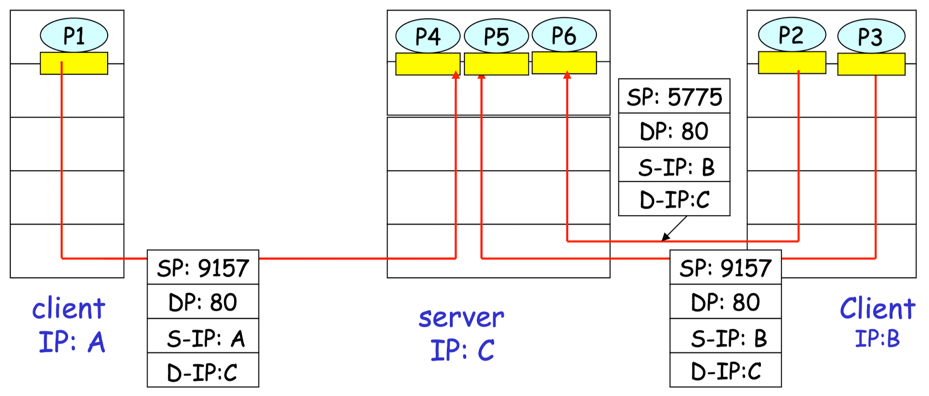 P1
P4
P5
P6
P2
P3
SP: 5775
DP: 80
S-IP: B
D-IP:C
SP: 9157
DP: 80
S-IP: A
D-IP:C
SP: 9157
DP: 80
S-IP: B
D-IP:C
client
IP: A
server
IP: C
Client
IP:B